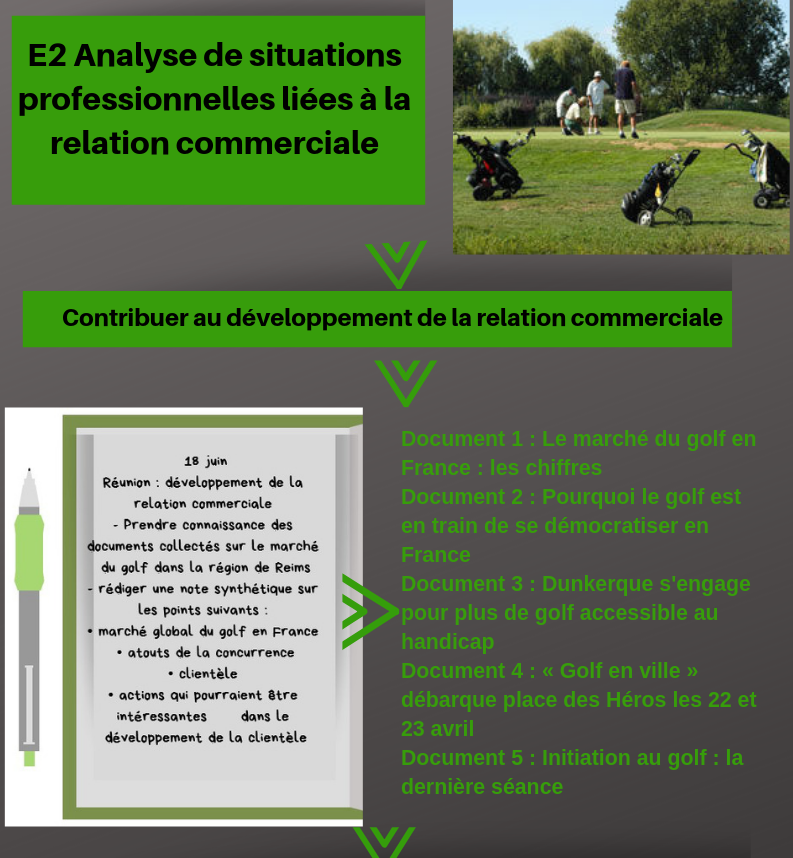 E2 Analyse de situations
professionnelles liées à la
relation commerciale
Contribuer au développement de la relation commerciale
18 juin
Réunion : développement de la
relation commerciale
- Prendre connaissance des
documents collectés sur le marché
du golf dans la région de Reims
- rédiger une note synthétique sur
les points suivants :
• marché global du golf en France
• atouts de la concurrence
• clientèle
• actions qui pourraient être
intéressantes dans le
développement de la clientèle
Document 1 : Le marché du golf en
France : les chiffres
Document 2 : Pourquoi le golf est
en train de se démocratiser en
France
Document 3 : Dunkerque s'engage
pour plus de golf accessible au
handicap
Document 4 : « Golf en ville »
débarque place des Héros les 22 et
23 avril
Document 5 : Initiation au golf : la
dernière séance